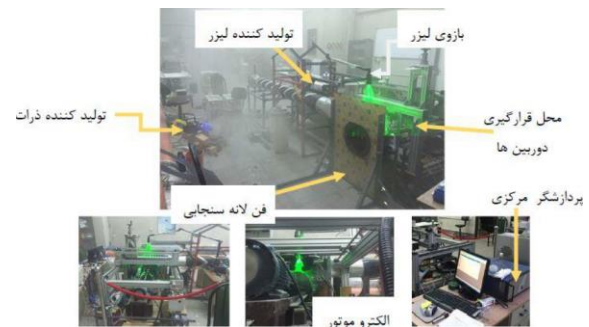 تولید کننده لیزر
بازوی لیزر
تولید کننده ذرات
محل قرارگیری
دوربین ها
فن لانه سنجابی
پردازشگر مرکزی
الکترو موتور